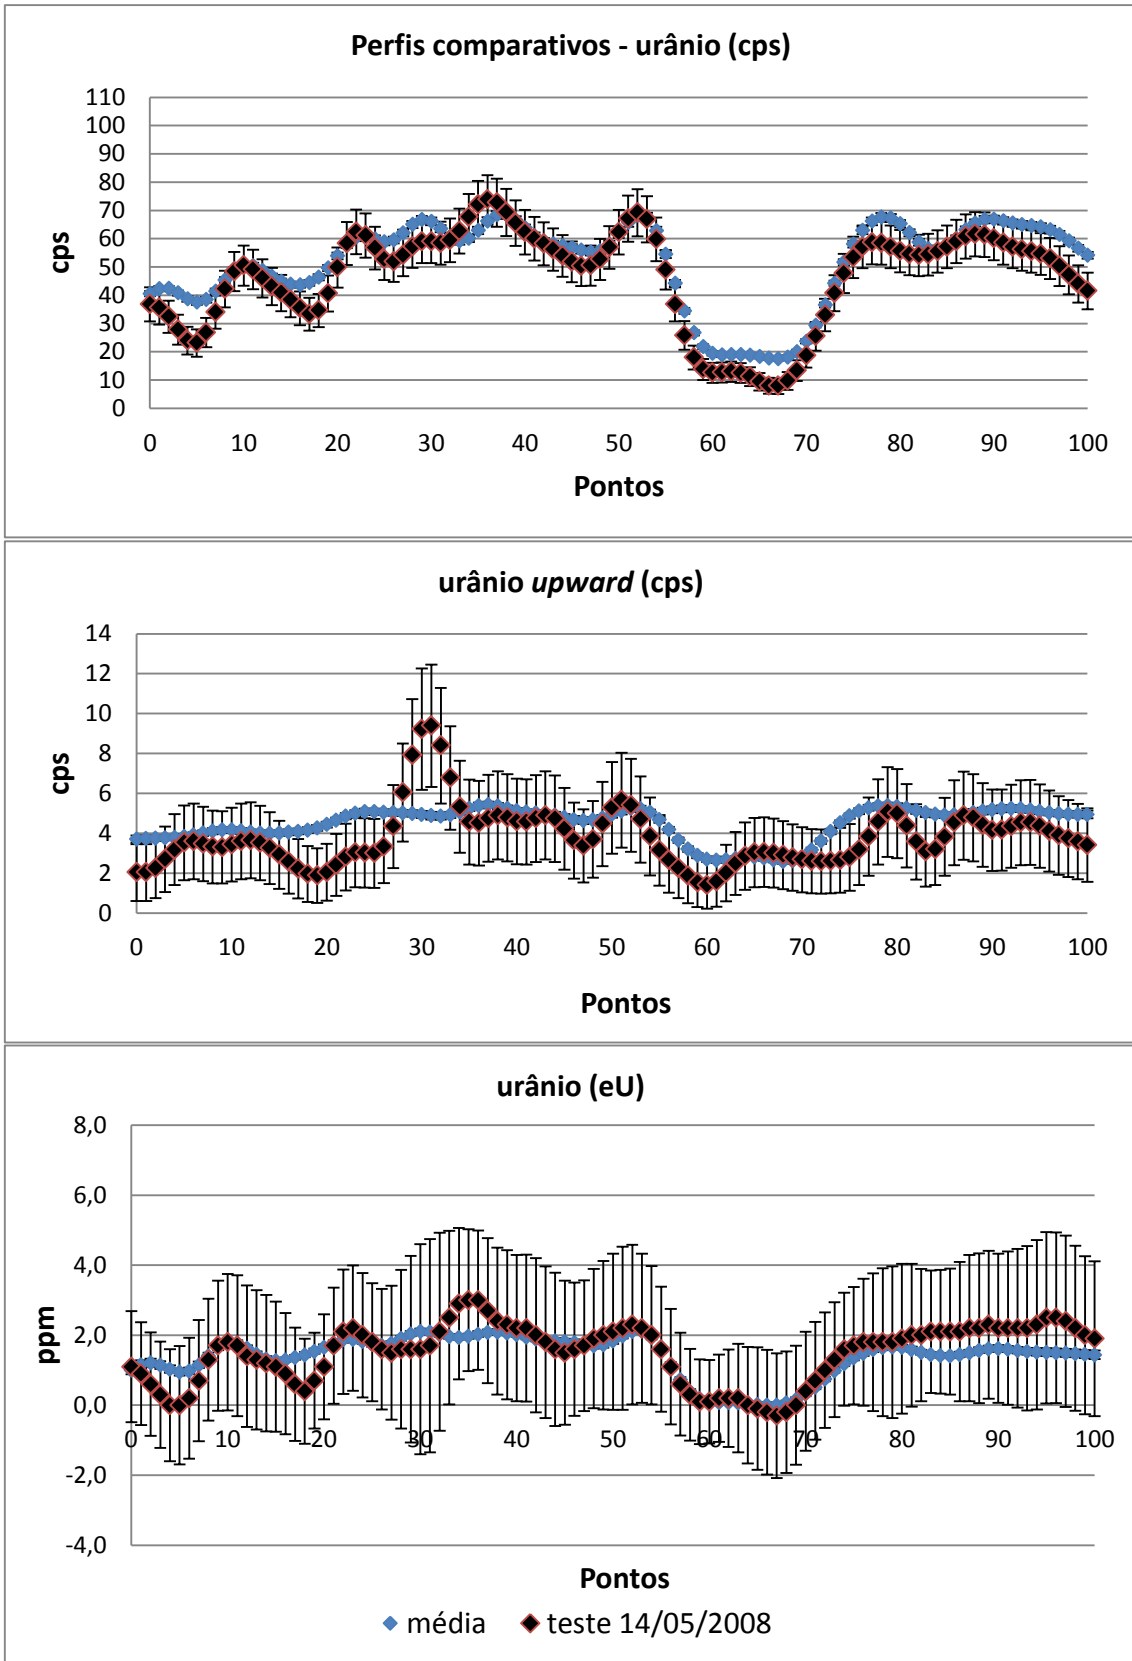 Perfis comparativos - urânio (cps)
110
100
90
80
70
60
50
40
30
20
10
0
cps
0 10 20 30 40 50 60 70 80 90 100
Pontos
urânio upward (cps)
14
12
10
8
6
4
2
0
cps
0 10 20 30 40 50 60 70 80 90 100
Pontos
urânio (eU)
8,0
6,0
4,0
2,0
0,0
-2,0
-4,0
ppm
0 10 20 30 40 50 60 70 80 90 100
Pontos
média teste 14/05/2008